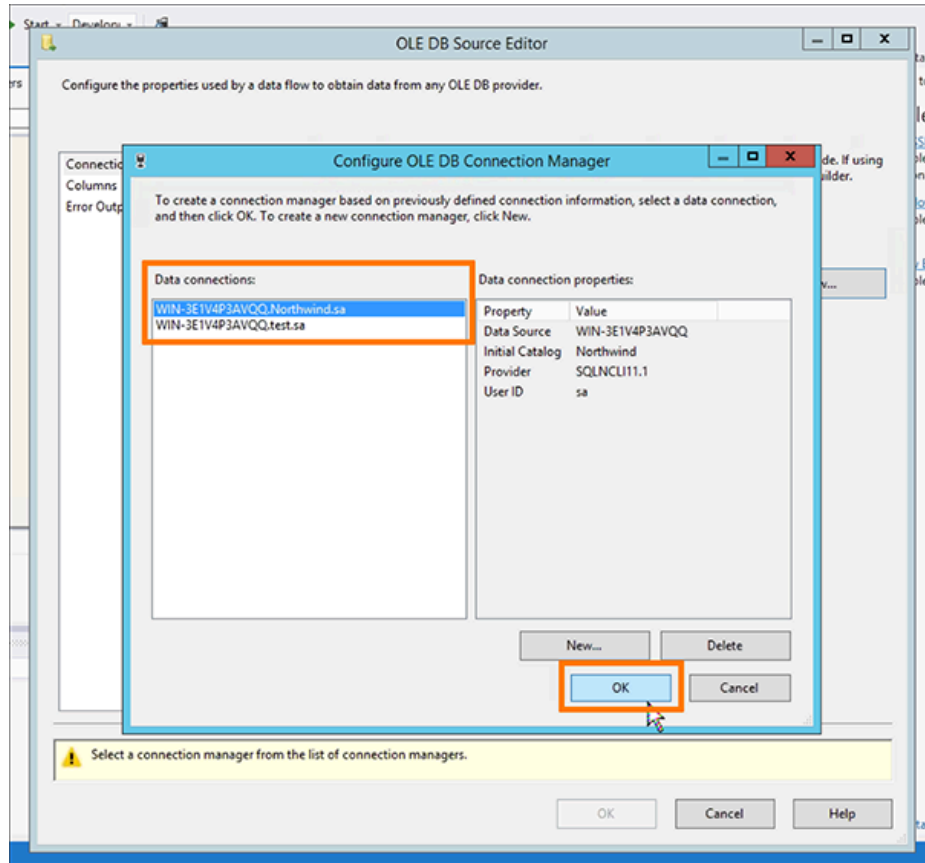 Start
OLE DB Source Editor
Configure the properties used by a data flow to obtain data from any OLE DB provider.
Configure OLE DB Connection Manager
Columns
de. If using
To create a connection manager based on previously defined connection information, select a data connection,
and then click OK. To create a new connection manager, click New.
Data connections:
WIN-3E1V4P3AVQQ.Northwind.sa
WIN-3E1V4P3AVQQ.test.sa
Data connection properties:
Property Value
Data Source WIN-3E1V4P3AVQQ
Initial Catalog Northwind
Provider SQLNCLI11.1
User ID sa
New... Delete
OK Cancel
Select a connection manager from the list of connection managers.
OK Cancel Help